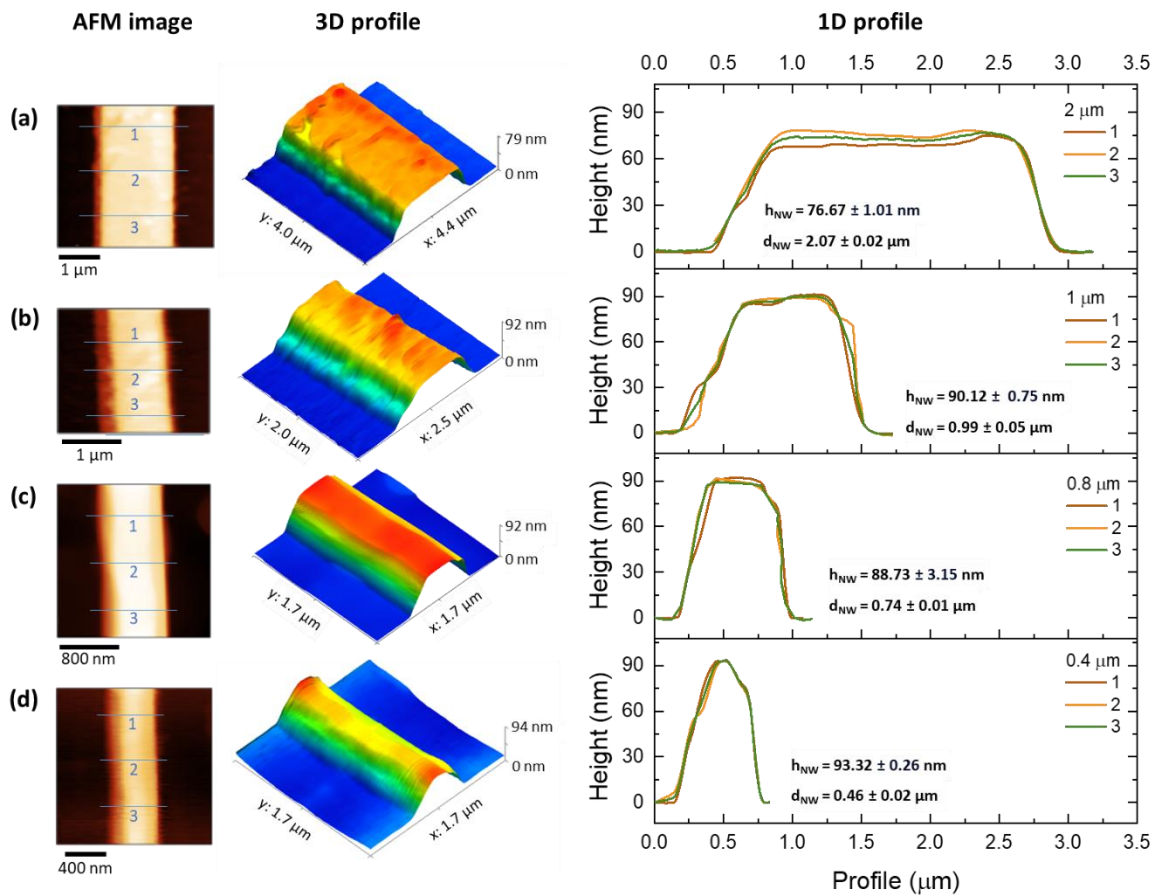 AFM image
3D profile
1D profile
0.0 0.5 1.0 1.5 2.0 2.5 3.0 3.5
(a)
1
2
3
1 μm
79 nm
0 nm
y: 4.0 μm
x: 4.4 μm
Height (nm)
90
60
30
0
2 μm
1
2
3
hNW = 76.67 ± 1.01 nm
dNW = 2.07 ± 0.02 μm
(b)
1
2
3
1 μm
92 nm
0 nm
y: 2.0 μm
x: 2.5 μm
Height (nm)
90
60
30
0
1 μm
1
2
3
hNW = 90.12 ± 0.75 nm
dNW = 0.99 ± 0.05 μm
(c)
1
2
3
800 nm
92 nm
0 nm
y: 1.7 μm
x: 1.7 μm
Height (nm)
90
60
30
0
0.8 μm
1
2
3
hNW = 88.73 ± 3.15 nm
dNW = 0.74 ± 0.01 μm
(d)
1
2
3
400 nm
94 nm
0 nm
y: 1.7 μm
x: 1.7 μm
Height (nm)
90
60
30
0
0.4 μm
1
2
3
hNW = 93.32 ± 0.26 nm
dNW = 0.46 ± 0.02 μm
0.0 0.5 1.0 1.5 2.0 2.5 3.0 3.5
Profile (μm)